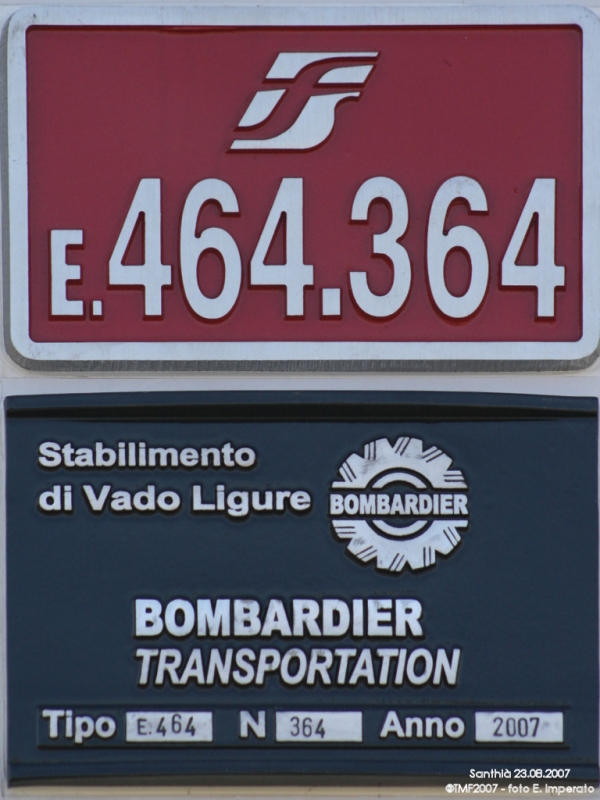 FS
E.464.364
Stabilimento
di Vado Ligure
BOMBARDIER
BOMBARDIER
TRANSPORTATION
Tipo E.464 N 364 Anno 2007
Santhià 23.08.2007
©TMF2007 - foto E. Imperato